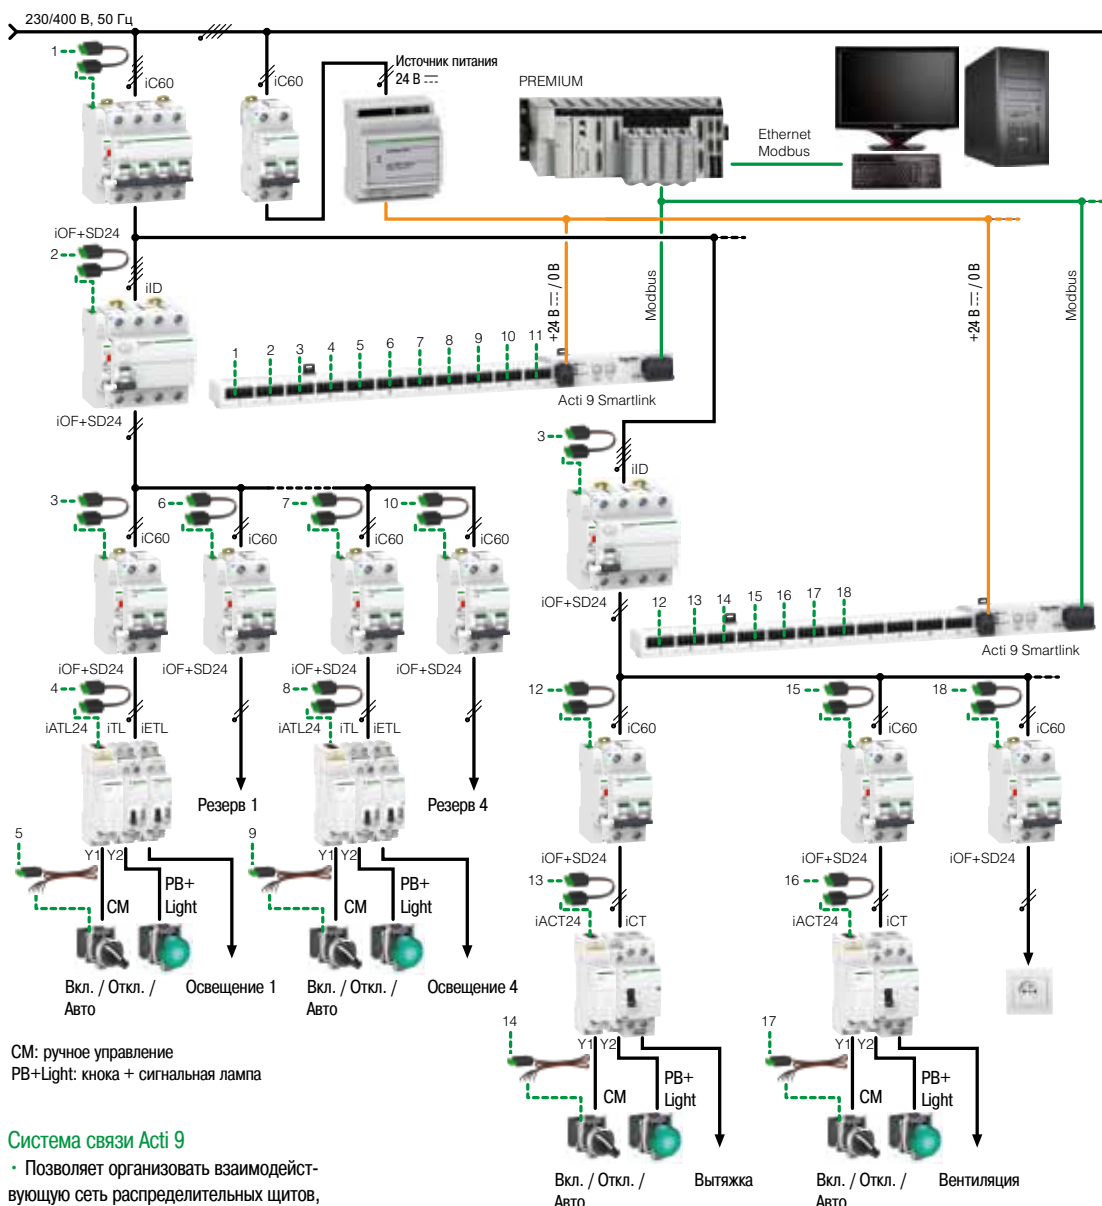 230/400 В, 50 Гц
1
iC60
iC60
Источник питания
24 В
PREMIUM
Ethernet
Modbus
iOF+SD24
2
iID
+24 В / 0 В
Modbus
+24 В / 0 В
Modbus
1 2 3 4 5 6 7 8 9 10 11
Acti 9 Smartlink
iOF+SD24
3
iID
3
6
7
10
iC60
iC60
iC60
iC60
iOF+SD24
12 13 14 15 16 17 18
Acti 9 Smartlink
iOF+SD24
iOF+SD24
iOF+SD24
iOF+SD24
4
8
12
15
18
iATL24 iTL iETL
iATL24 iTL iETL
iC60
iC60
iC60
Резерв 1
Резерв 4
5
Y1 Y2
9
Y1 Y2
iOF+SD24
iOF+SD24
iOF+SD24
PB+
Light
CM
PB+
Light
CM
13
16
iACT24
iCT
iACT24
iCT
Вкл. / Откл. /
Авто
Освещение 1
Вкл. / Откл. /
Авто
Освещение 4
14
Y1 Y2
17
Y1 Y2
CM: ручное управление
PB+Light: кнока + сигнальная лампа
PB+
Light
CM
PB+
Light
CM
Система связи Acti 9
· Позволяет организовать взаимодейст-
вующую сеть распределительных щитов,
Вкл. / Откл. /
Авто
Вытяжка
Вкл. / Откл. /
Авто
Вентиляция